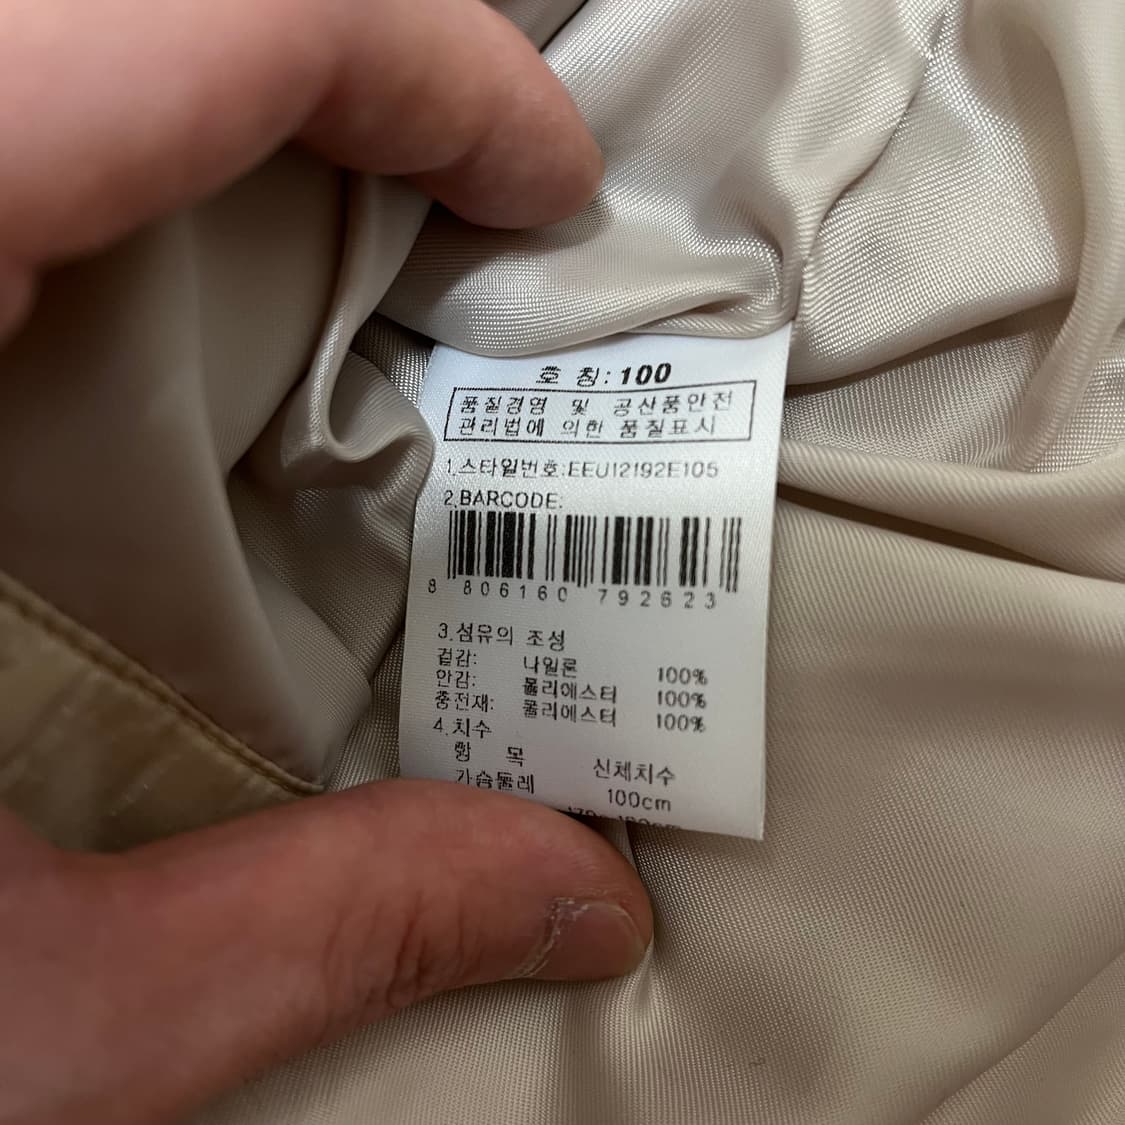 호 칭: 100
품질경영 및 공산품안전
관리법에 의한 품질표시
1.스타일번호:EEU12192E105
2.BARCODE:
8 806160 792623
3.섬유의 조성
겉감: 나일론 100%
안감: 폴리에스터 100%
충전재: 폴리에스터 100%
4.치수
항 목 신체치수
가슴둘레 100cm